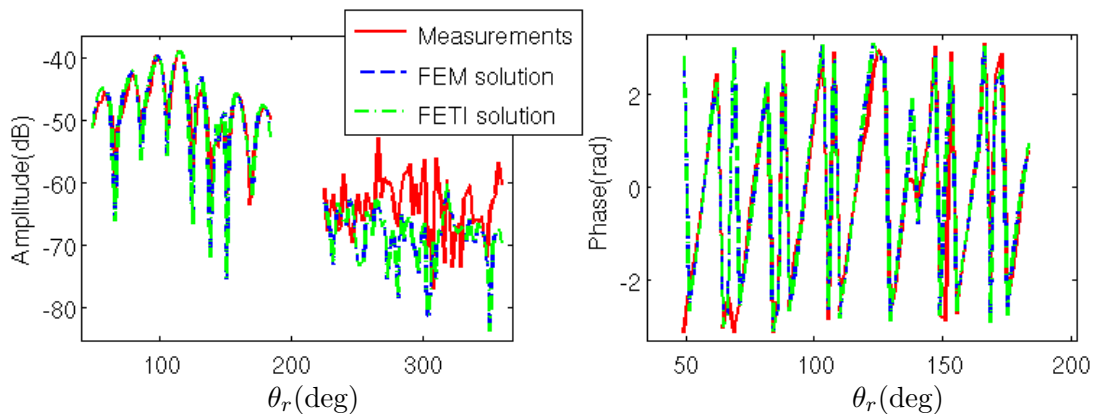 Measurements
FEM solution
FETI solution
Amplitude(dB)
-40
-50
-60
-70
-80
100
200
300
θr(deg)
Phase(rad)
2
0
-2
50
100
150
200
θr(deg)